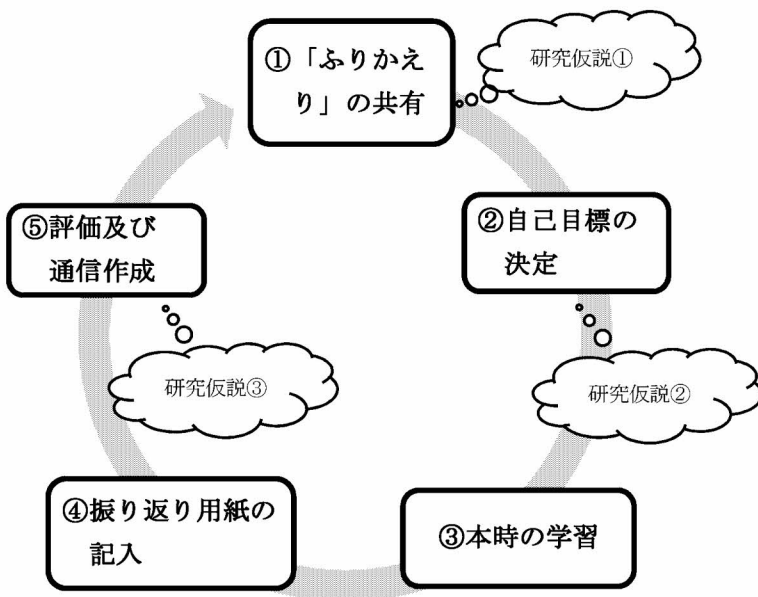 ①「ふりかえ
り」の共有
研究仮説①
②自己目標の
決定
研究仮説②
③本時の学習
④振り返り用紙の
記入
⑤評価及び
通信作成
研究仮説③